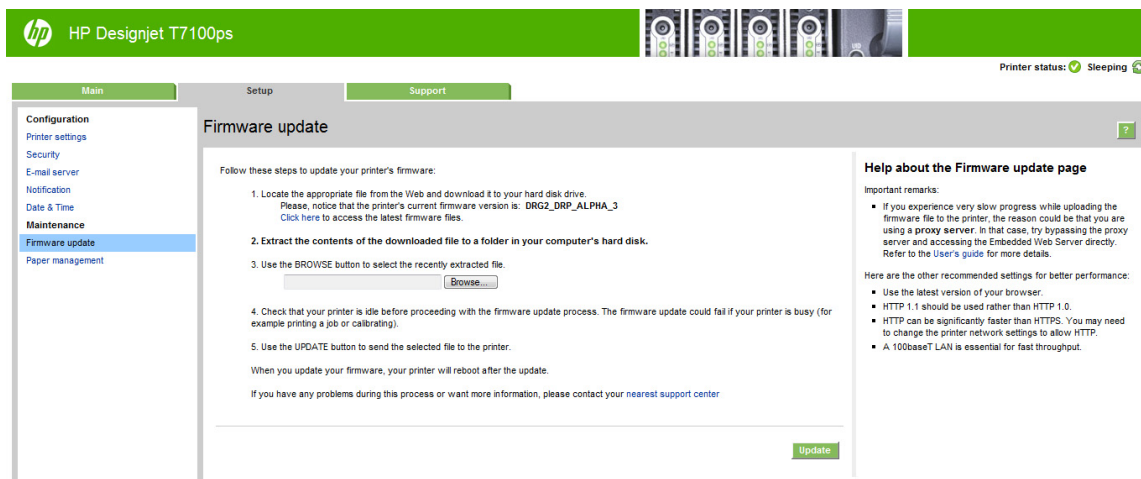 hp HP Designjet T7100ps
Printer status: Sleeping
Main Setup Support
Configuration
Printer settings
Security
E-mail server
Notification
Date & Time
Maintenance
Firmware update
Paper management
Firmware update
?
Follow these steps to update your printer's firmware:
1. Locate the appropriate file from the Web and download it to your hard disk drive.
Please, notice that the printer's current firmware version is: DRG2_DRP_ALPHA_3
Click here to access the latest firmware files.
2. Extract the contents of the downloaded file to a folder in your computer's hard disk.
3. Use the BROWSE button to select the recently extracted file.
Browse...
4. Check that your printer is idle before proceeding with the firmware update process. The firmware update could fail if your printer is busy (for
example printing a job or calibrating).
5. Use the UPDATE button to send the selected file to the printer.
When you update your firmware, your printer will reboot after the update.
If you have any problems during this process or want more information, please contact your nearest support center
Update
Help about the Firmware update page
Important remarks:
▪ If you experience very slow progress while uploading the
firmware file to the printer, the reason could be that you are
using a proxy server. In that case, try bypassing the proxy
server and accessing the Embedded Web Server directly.
Refer to the User's guide for more details.
Here are the other recommended settings for better performance:
▪ Use the latest version of your browser.
▪ HTTP 1.1 should be used rather than HTTP 1.0.
▪ HTTP can be significantly faster than HTTPS. You may need
to change the printer network settings to allow HTTP.
▪ A 100baseT LAN is essential for fast throughput.